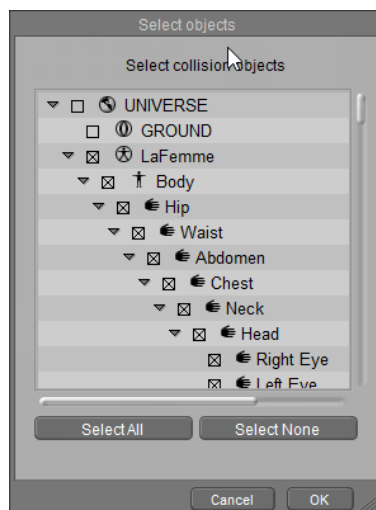 Select objects
Select collision objects
UNIVERSE
GROUND
LaFemme
Body
Hip
Waist
Abdomen
Chest
Neck
Head
Right Eye
Left Eye
Select All Select None
Cancel OK